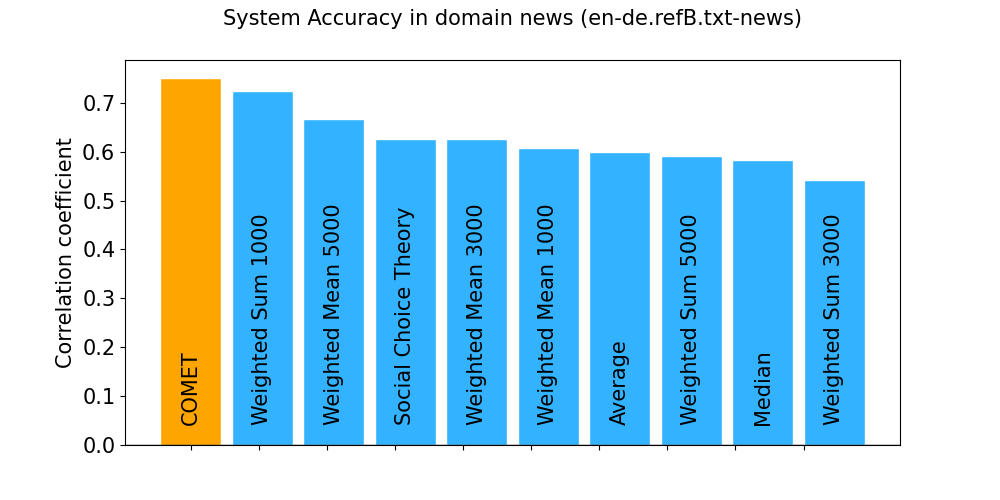 System Accuracy in domain news (en-de.refB.txt-news)
Correlation coefficient
0.7
0.6
0.5
0.4
0.3
0.2
0.1
0.0
COMET
Weighted Sum 1000
Weighted Mean 5000
Social Choice Theory
Weighted Mean 3000
Weighted Mean 1000
Average
Weighted Sum 5000
Median
Weighted Sum 3000